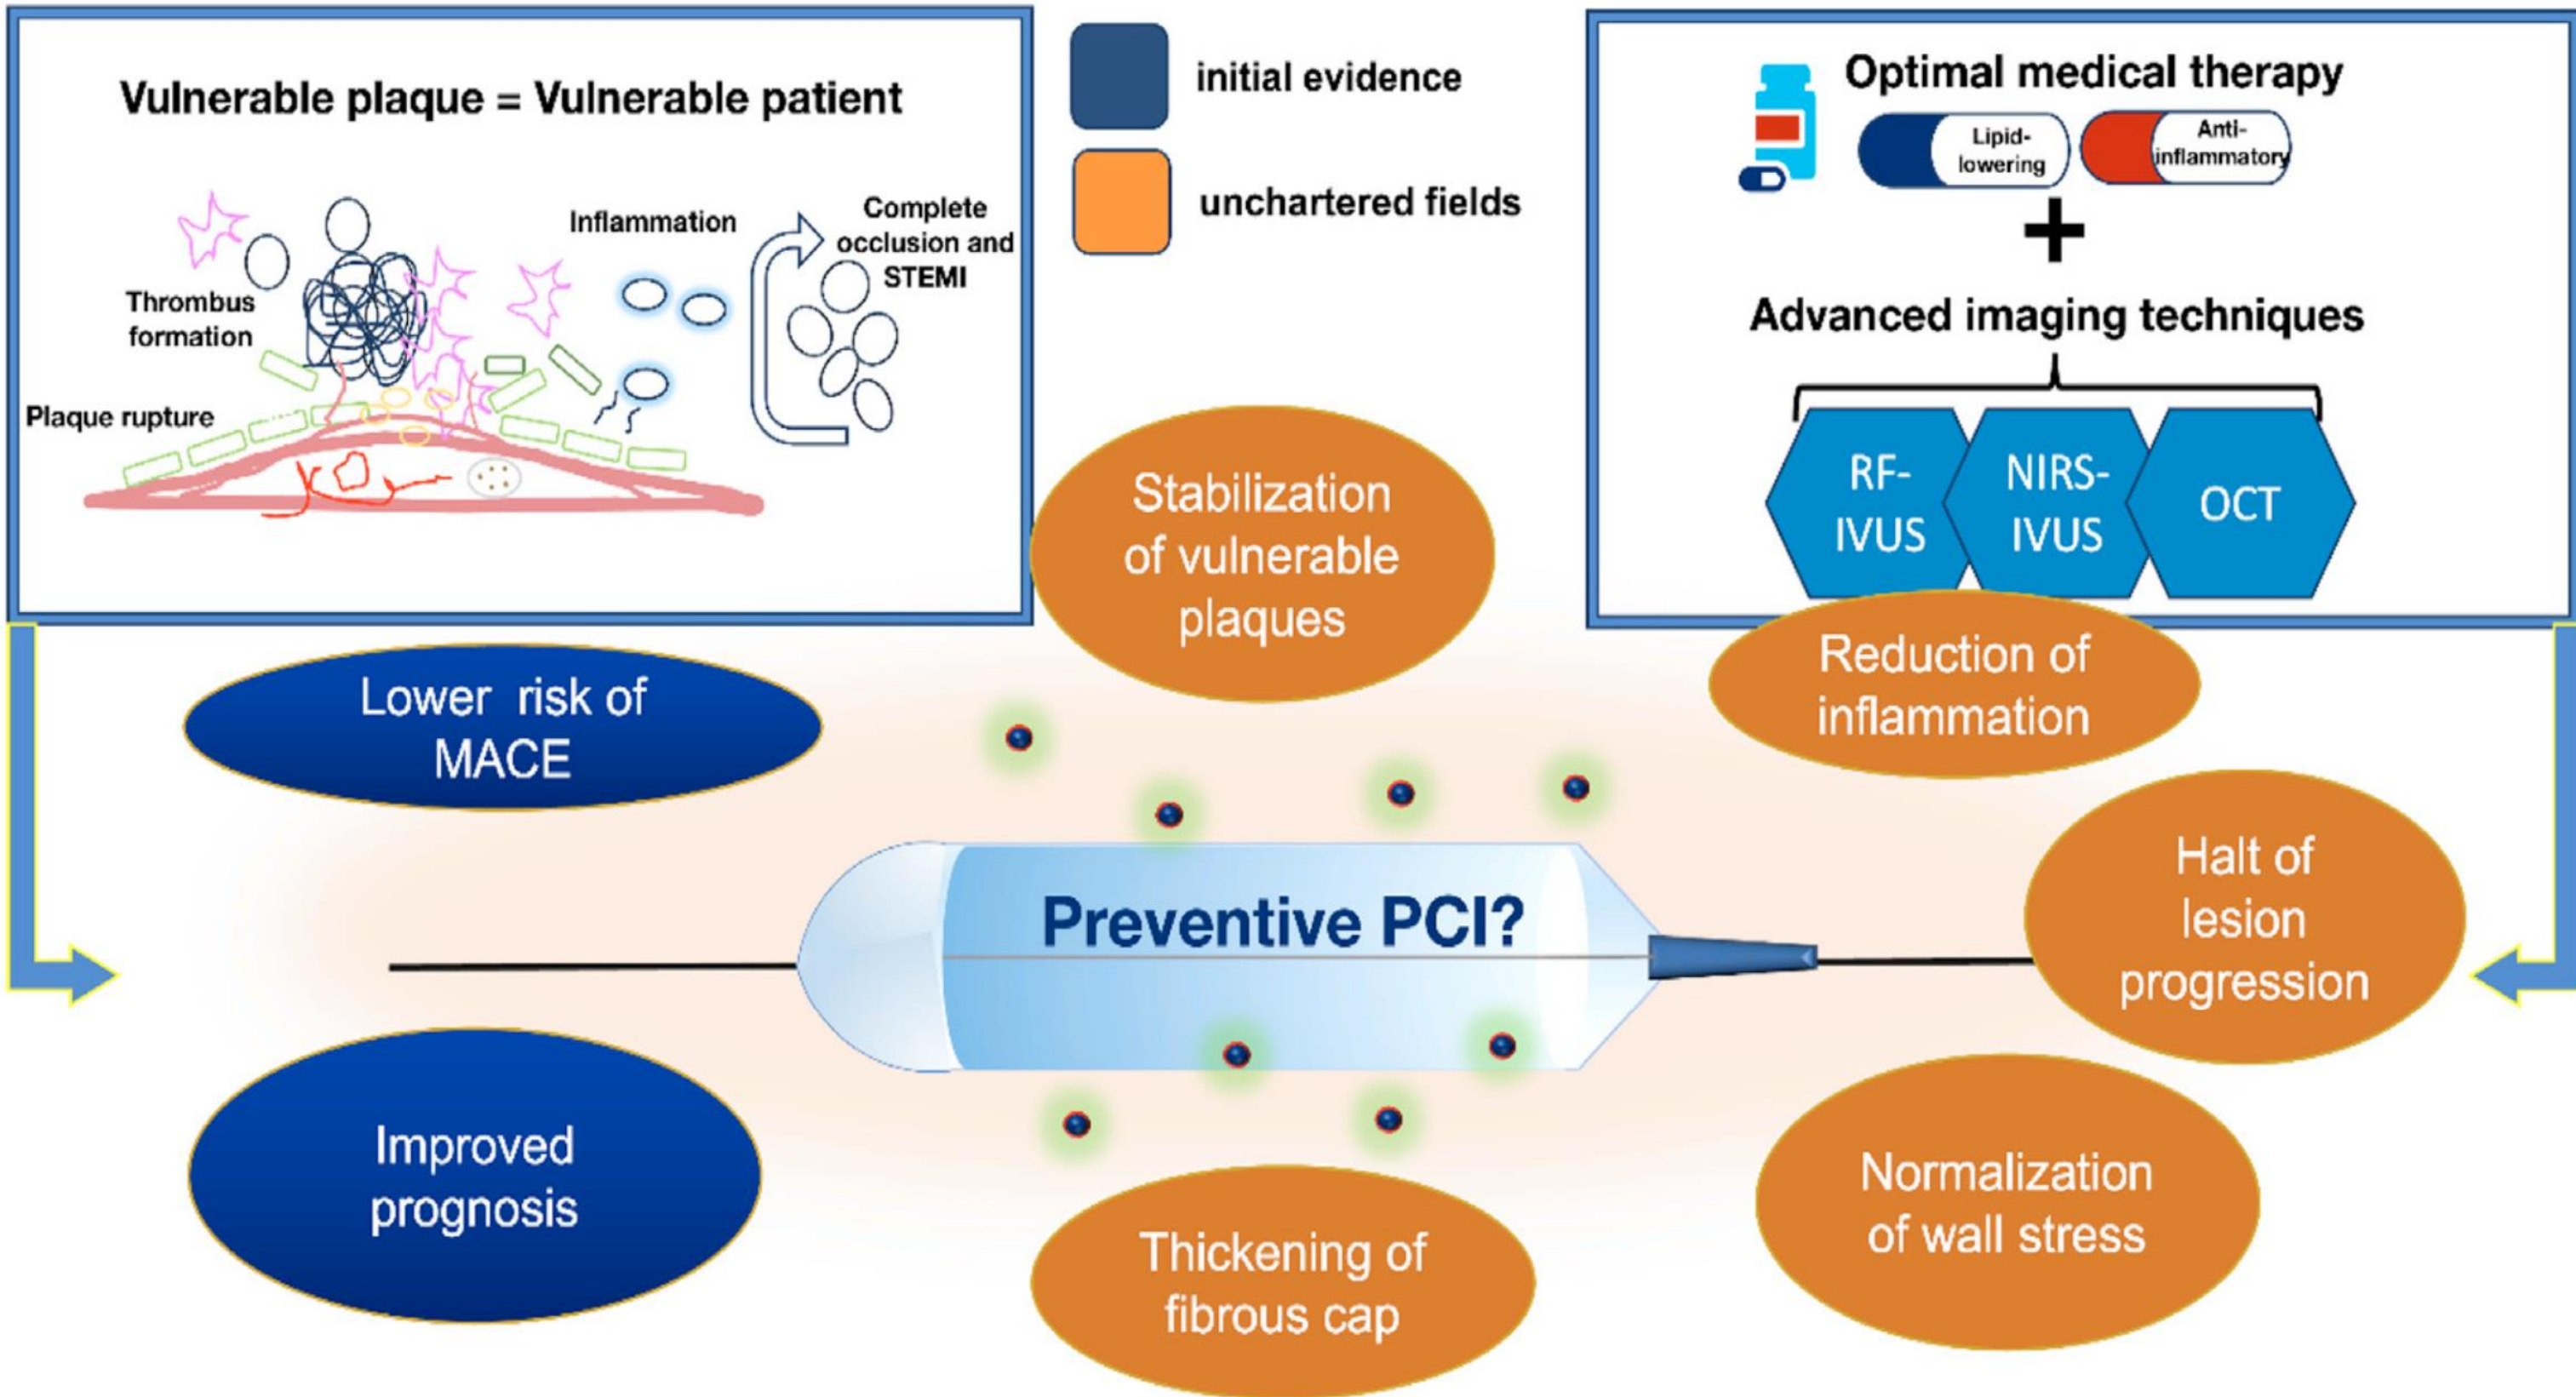 Vulnerable plaque = Vulnerable patient
Thrombus
formation
Plaque rupture
Inflammation
Complete
occlusion and
STEMI
initial evidence
unchartered fields
Optimal medical therapy
Lipid-
lowering
Anti-
inflammatory
+
Advanced imaging techniques
RF-
IVUS
NIRS-
IVUS
OCT
Stabilization
of vulnerable
plaques
Reduction of
inflammation
Lower risk of
MACE
Halt of
lesion
progression
Preventive PCI?
Improved
prognosis
Thickening of
fibrous cap
Normalization
of wall stress